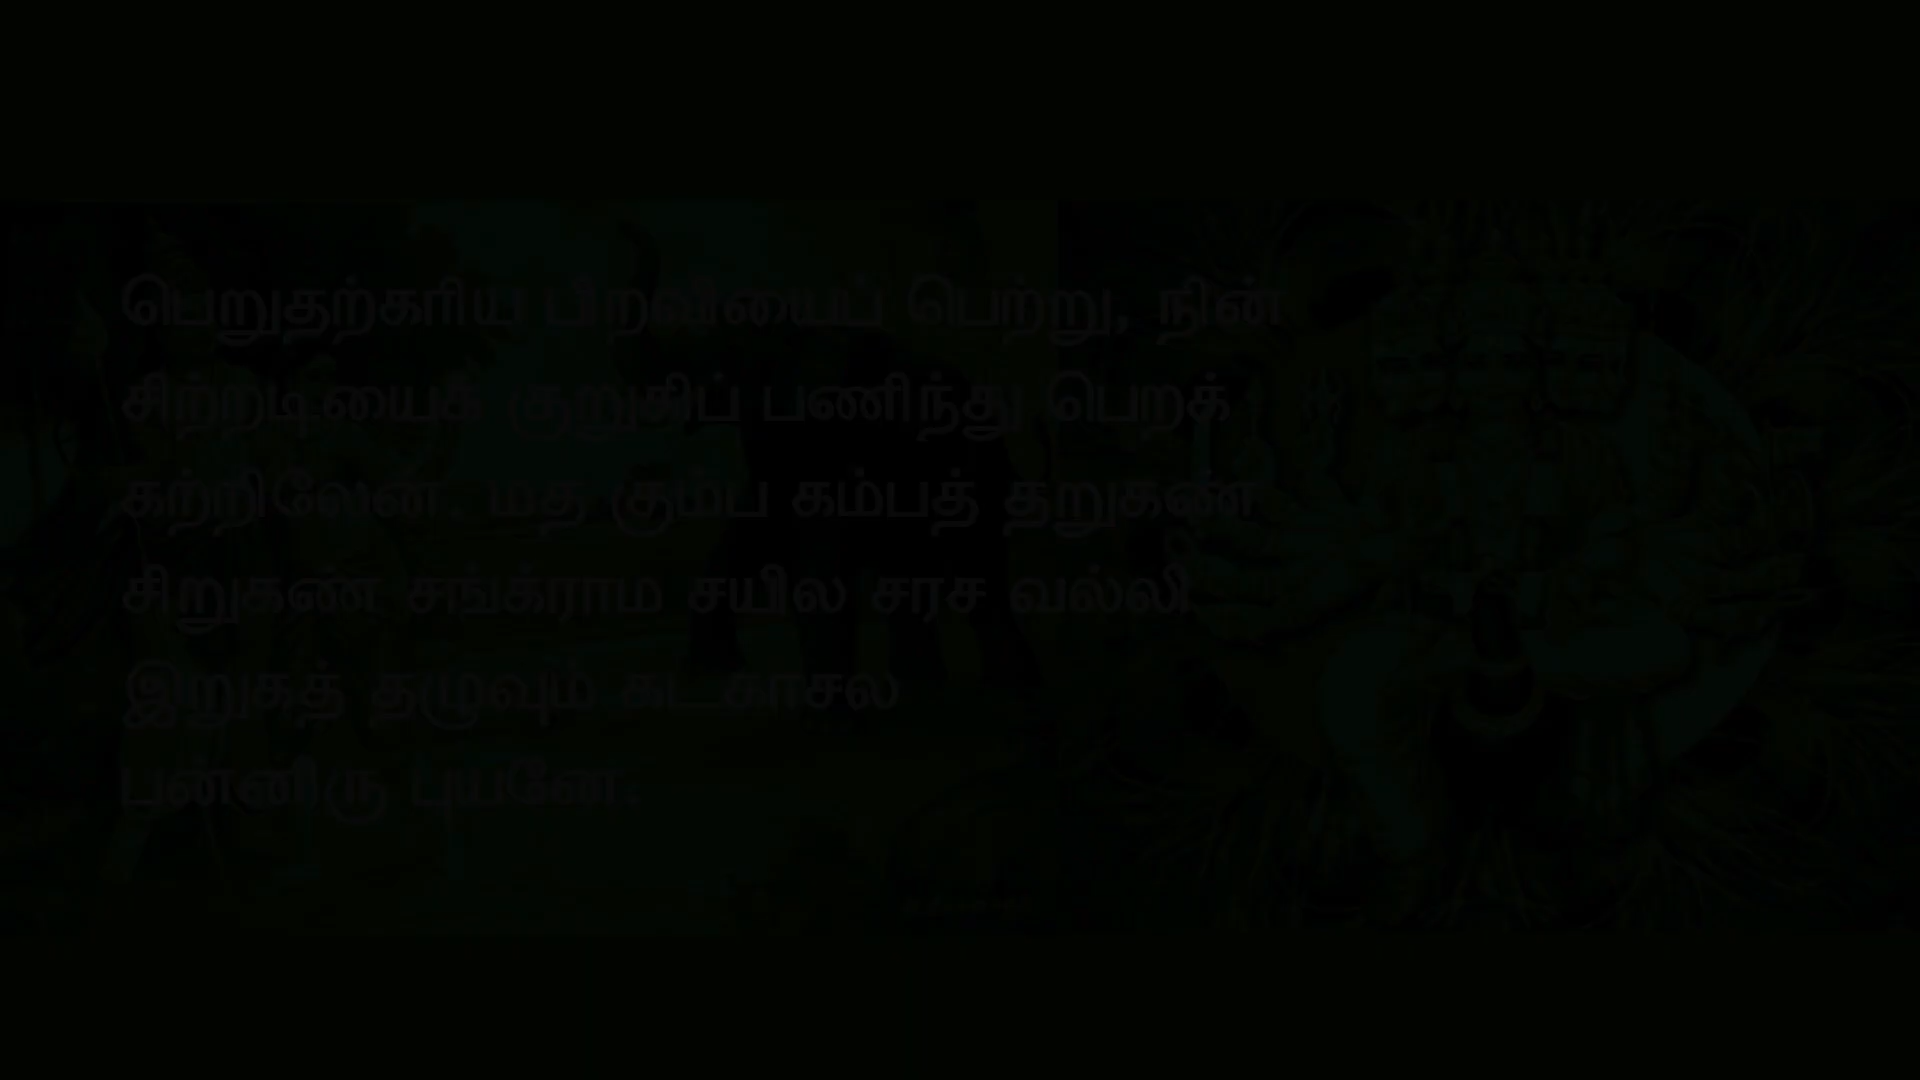 பெறுதற்கரிய பிறவியைப் பெற்று, நின்
சிற்றடியைக் குறுகிப் பணிந்து பெறக்
கற்றிலேன். மத கும்ப கம்பத் தறுகண்
சிறுகண் சங்க்ராம சயில சரச வல்லி
இறுகத் தழுவும் கடகாசல
பன்னிரு புயனே.